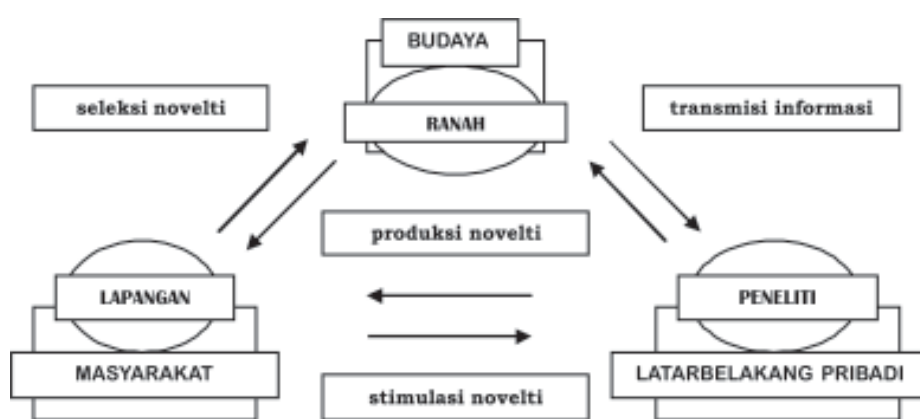 BUDAYA
seleksi novelti
RANAH
transmisi informasi
produksi novelti
LAPANGAN
PENELITI
MASYARAKAT
LATARBELAKANG PRIBADI
stimulasi novelti